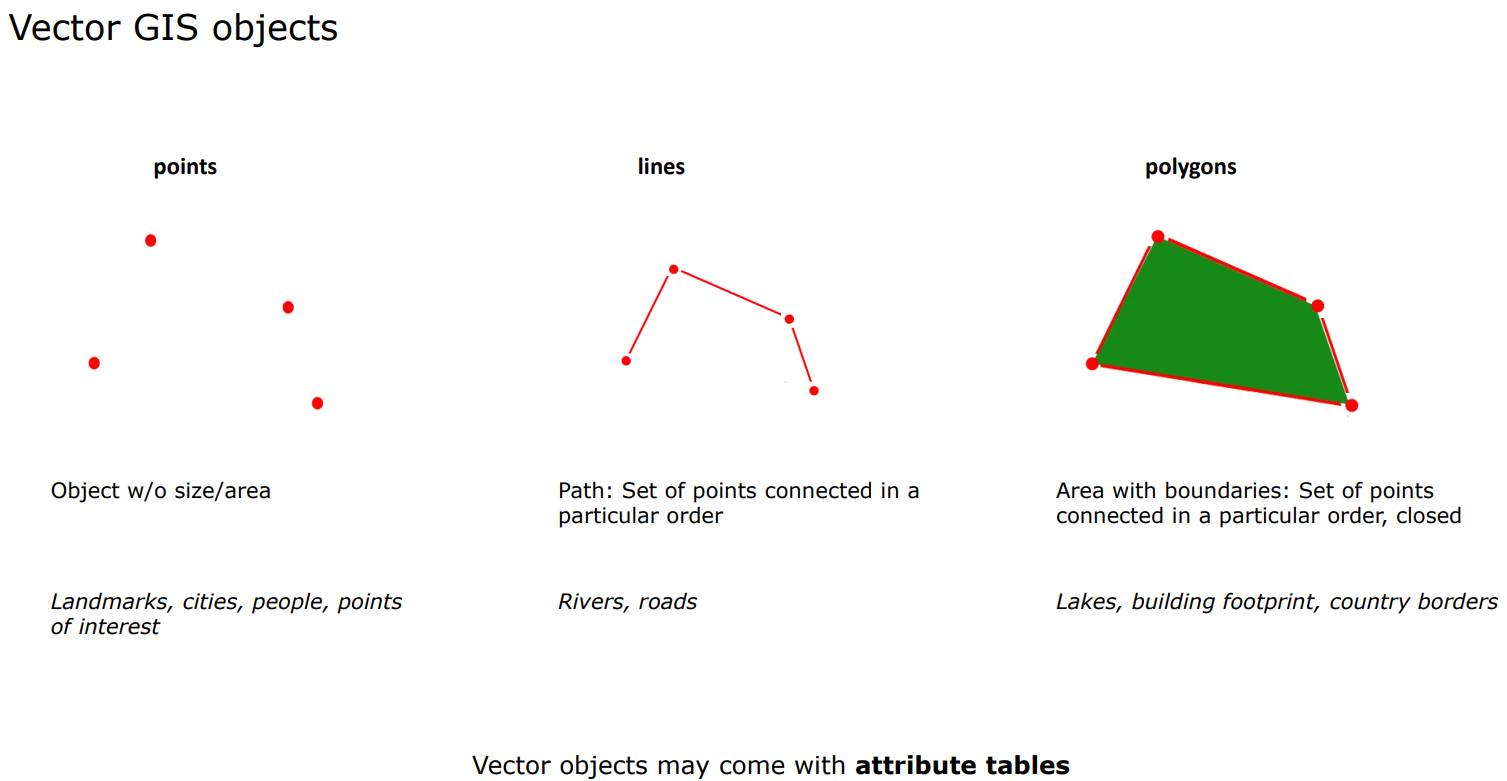 Vector GIS objects
points
lines
polygons
Object w/o size/area
Path: Set of points connected in a
particular order
Area with boundaries: Set of points
connected in a particular order, closed
Landmarks, cities, people, points
of interest
Rivers, roads
Lakes, building footprint, country borders
Vector objects may come with attribute tables